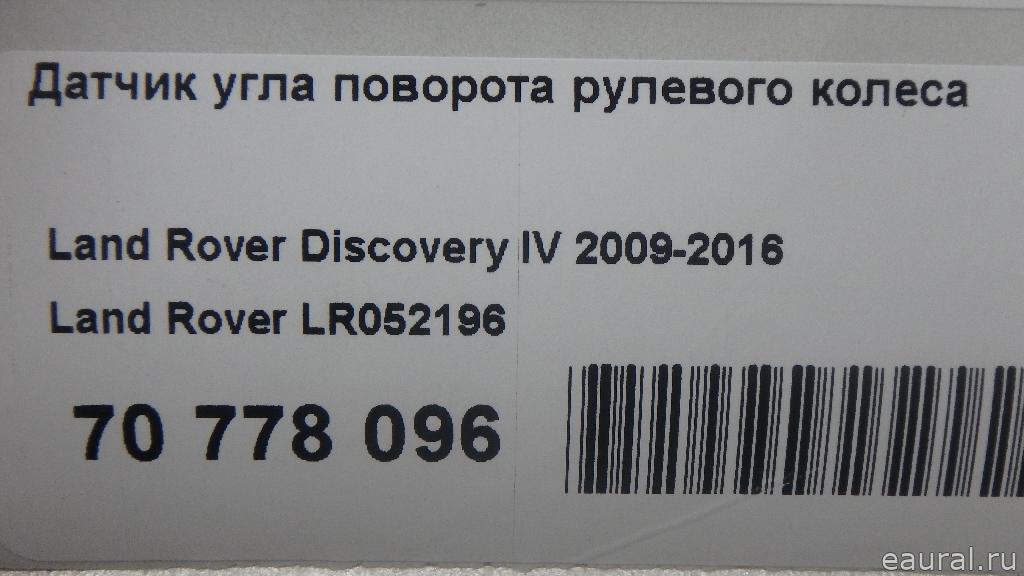 Датчик угла поворота рулевого колеса
Land Rover Discovery IV 2009-2016
Land Rover LR052196
70 778 096
eaural.ru